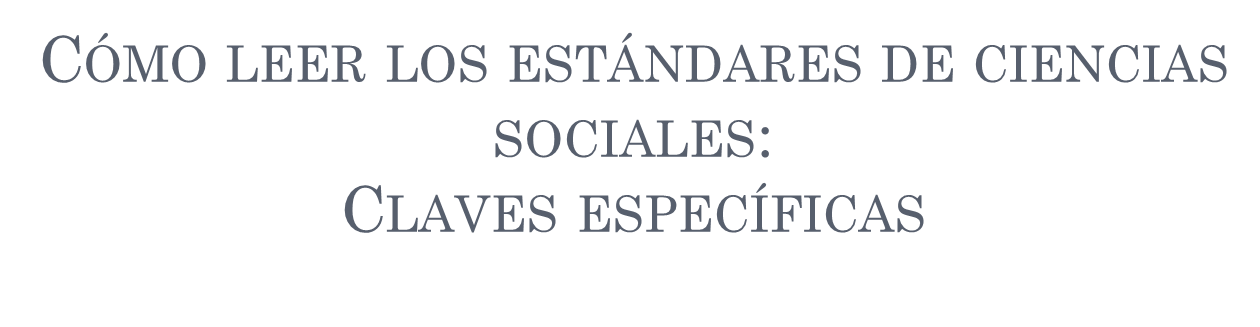 Cómo leer los estándares de ciencias
sociales:
Claves específicas